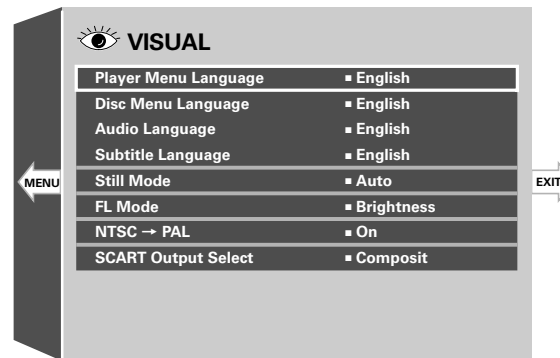 VISUAL
Player Menu Language ▪ English
Disc Menu Language ▪ English
Audio Language ▪ English
Subtitle Language ▪ English
MENU
Still Mode ▪ Auto
EXIT
FL Mode ▪ Brightness
NTSC → PAL ▪ On
SCART Output Select ▪ Composit